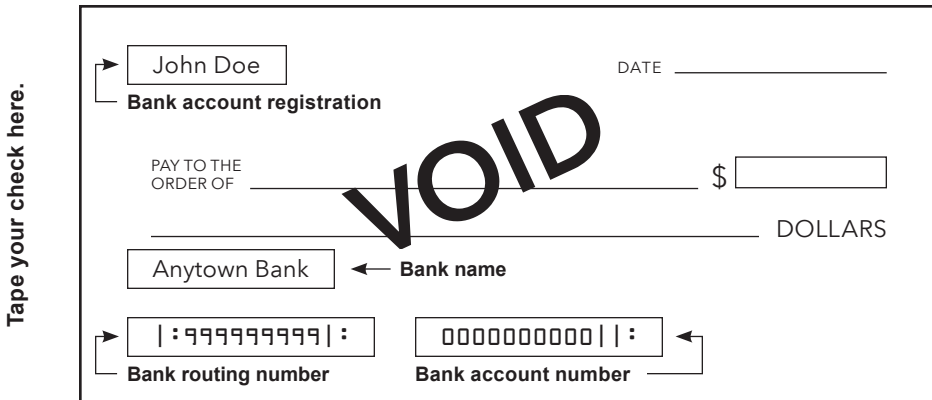 Tape your check here.
John Doe
DATE
Bank account registration
VOID
PAY TO THE
ORDER OF
$
DOLLARS
Anytown Bank
Bank name
|:999999999|:
0000000000||:
Bank routing number
Bank account number